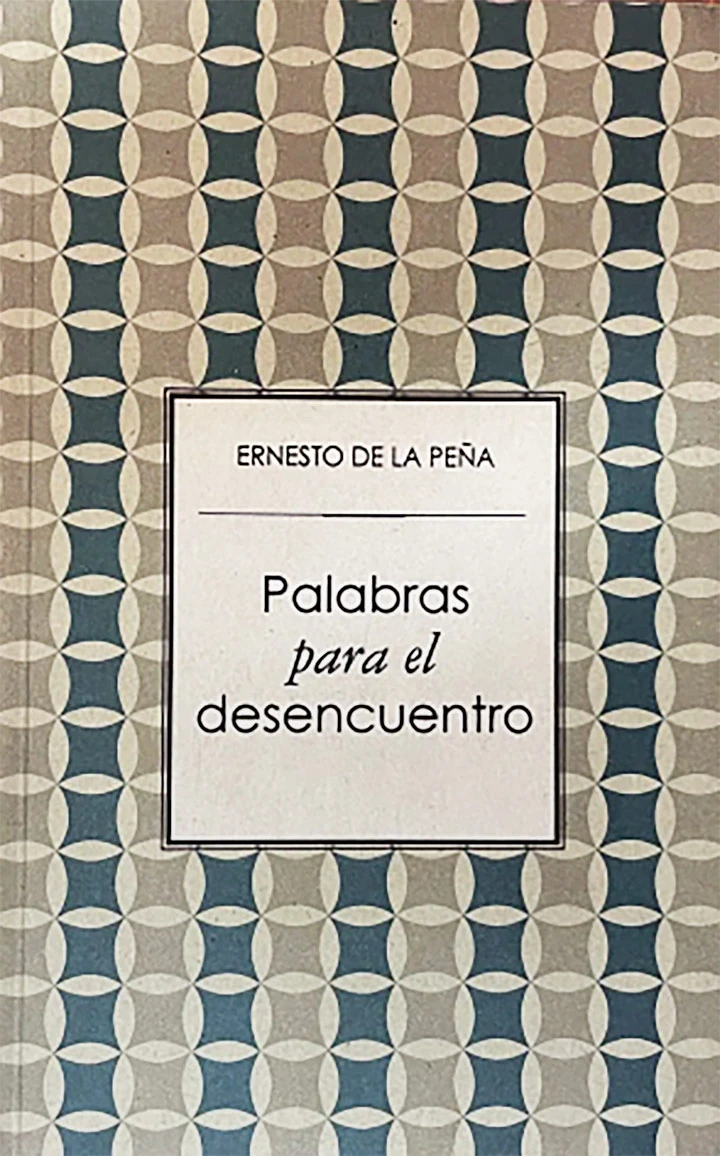 ERNESTO DE LA PEÑA
Palabras
para el
desencuentro